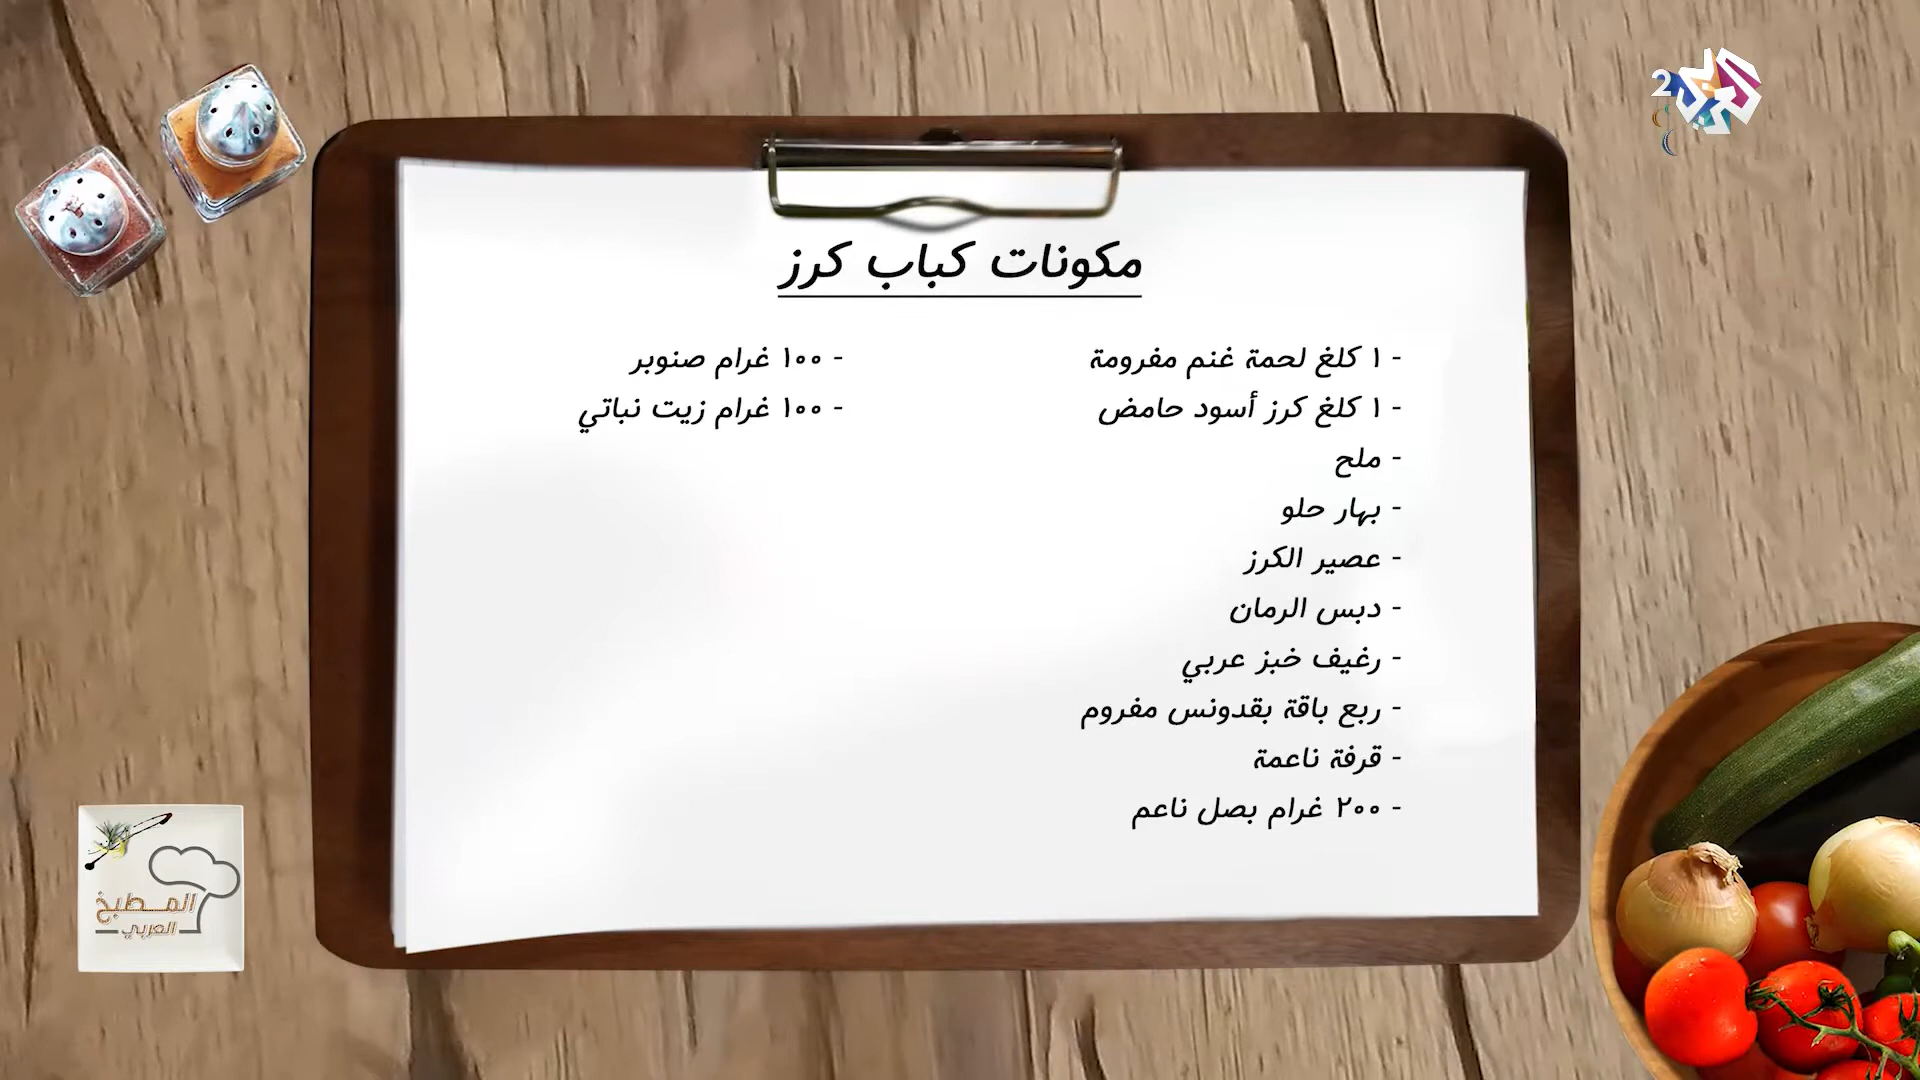 مكونات كباب كرز
- ١ كلغ لحمة غنم مفرومة
- ١ كلغ كرز أسود حامض
- ملح
- بهار حلو
- عصير الكرز
- دبس الرمان
- رغيف خبز عربي
- ربع باقة بقدونس مفروم
- قرفة ناعمة
- ٢٠٠ غرام بصل ناعم
- ١٠٠ غرام صنوبر
- ١٠٠ غرام زيت نباتي
العربي 2
المطبخ
العربي